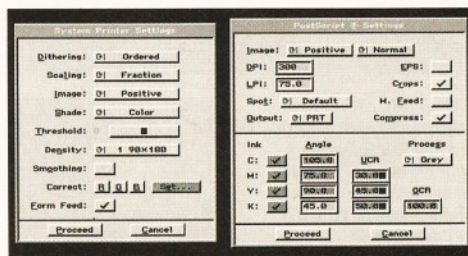 System Printer Settings
Dithering: Ordered
Scaling: Fraction
Image: Positive
Shade: Color
Threshold:
Density: 1 90×180
Smoothing:
Correct: R G B Set...
Form Feed:
Proceed Cancel
PostScript ® Settings
Image: Positive Normal
DPI: 300 EPS:
LPI: 75.0 Crops:
Spot: Default M. Feed:
Output: PRT Compress:
Ink Angle Process
C: 105.0 UCR Grey
M: 75.0 30.0
Y: 90.0 45.0 GCR
K: 45.0 50.0 100.0
Proceed Cancel